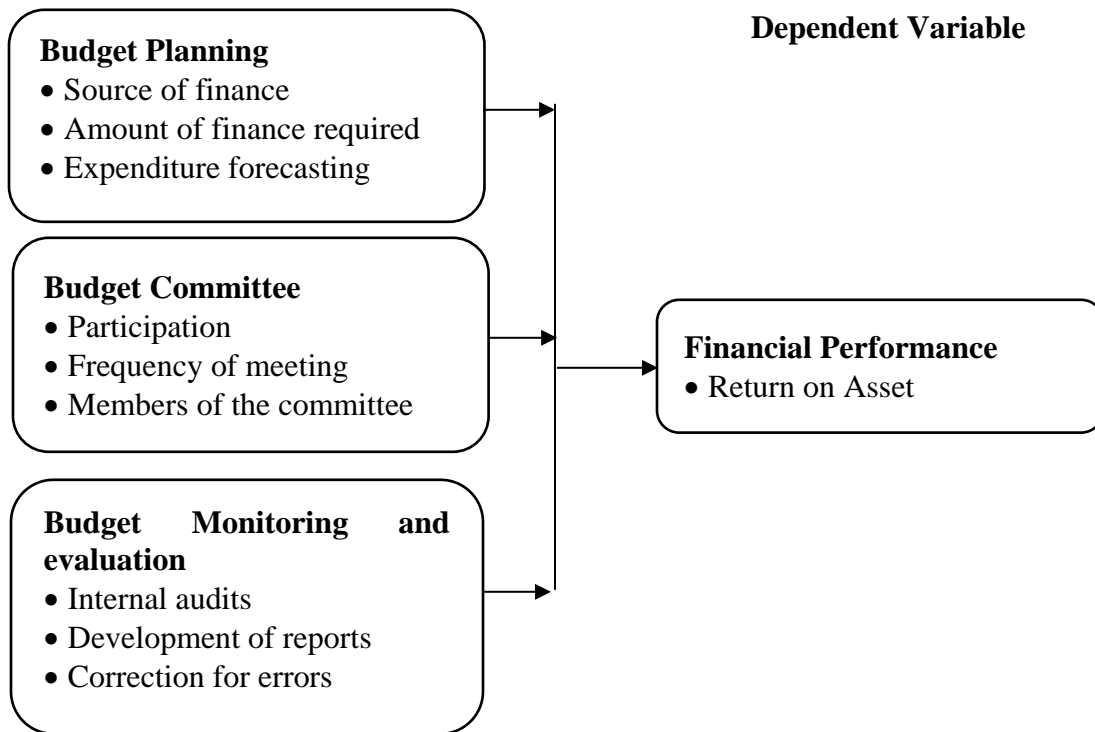 Dependent Variable
Budget Planning
• Source of finance
• Amount of finance required
• Expenditure forecasting
Budget Committee
• Participation
• Frequency of meeting
• Members of the committee
Budget Monitoring and
evaluation
• Internal audits
• Development of reports
• Correction for errors
Financial Performance
• Return on Asset